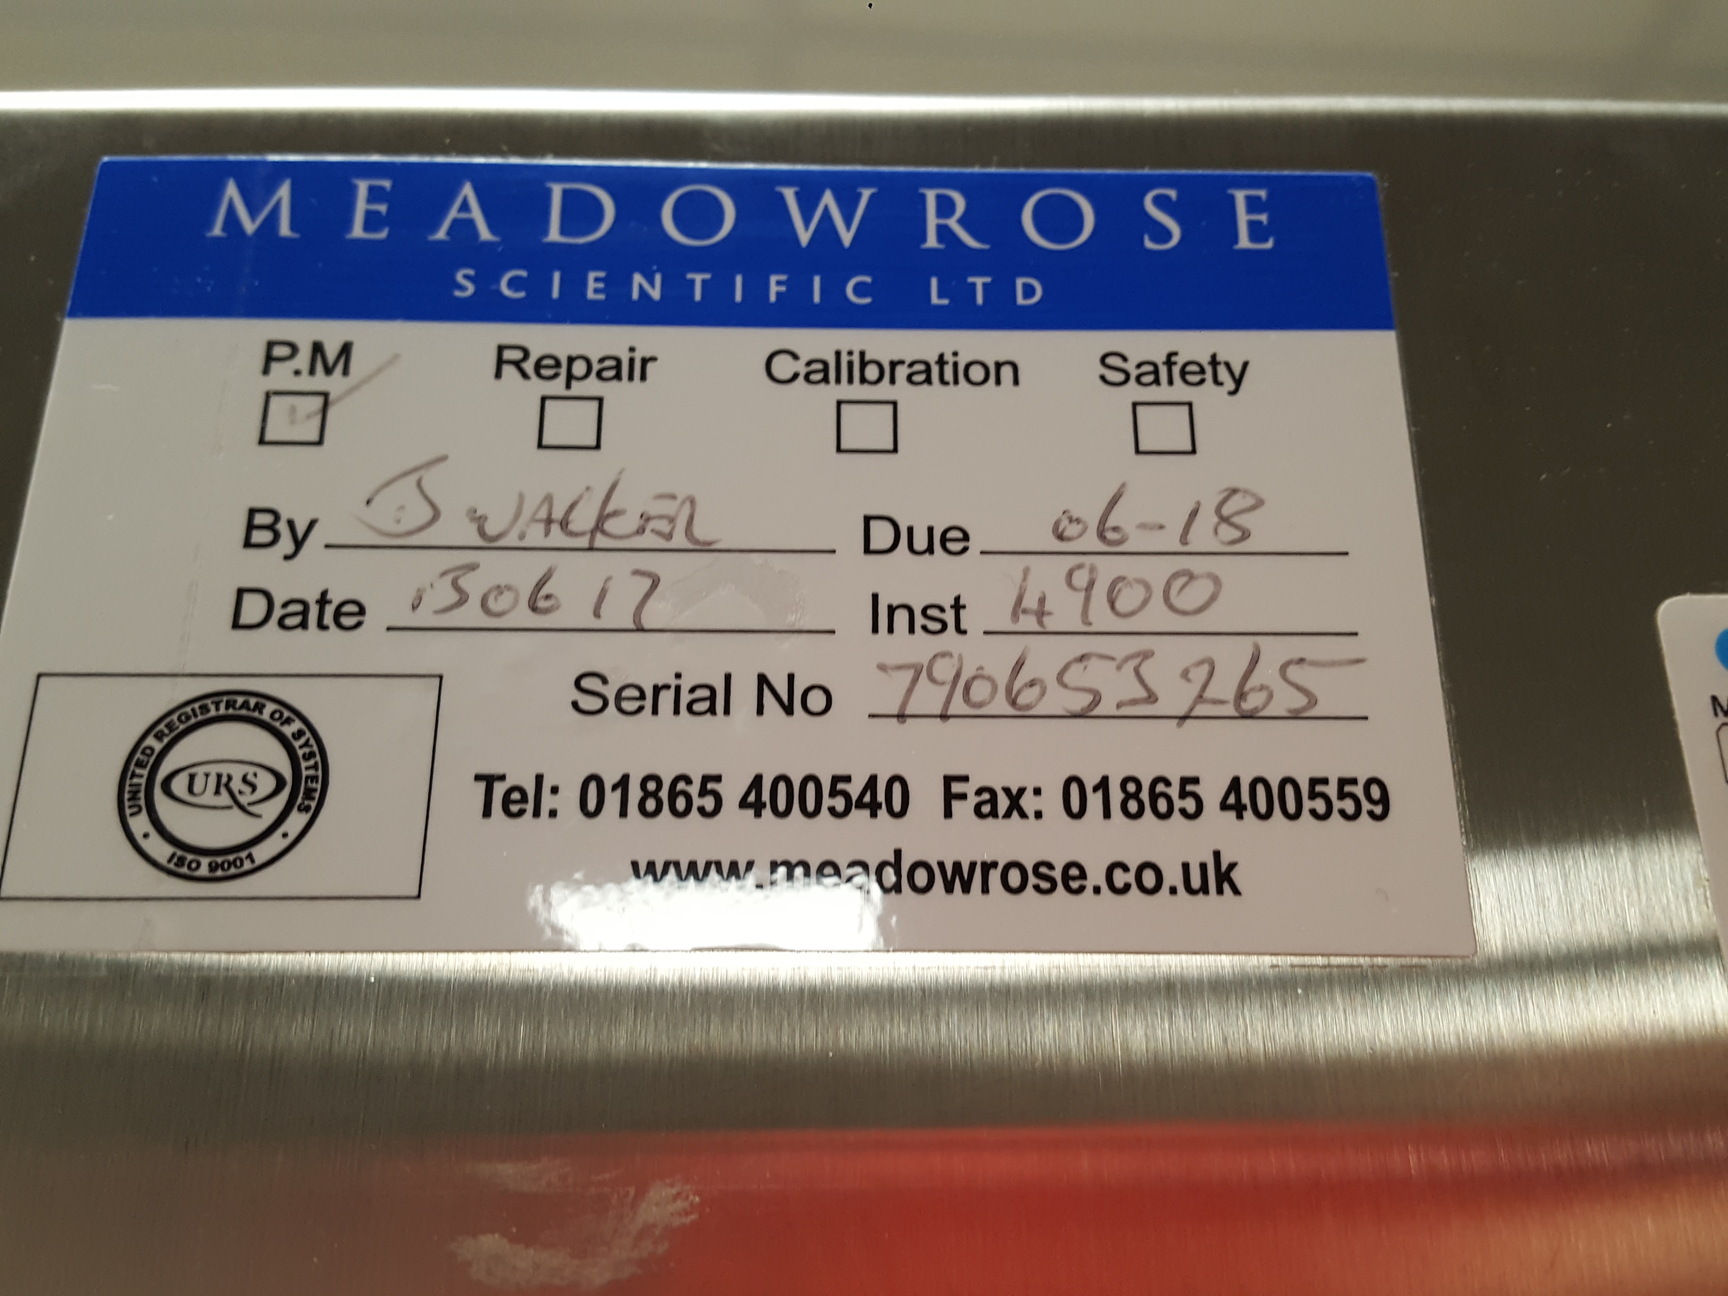 MEADOWROSE
SCIENTIFIC LTD
P.M Repair Calibration Safety
By J WALKER Due 06-18
Date 130617 Inst 4900
Serial No 790653265
UNITED REGISTRAR OF SYSTEMS
URS
ISO 9001
Tel: 01865 400540 Fax: 01865 400559
www.meadowrose.co.uk